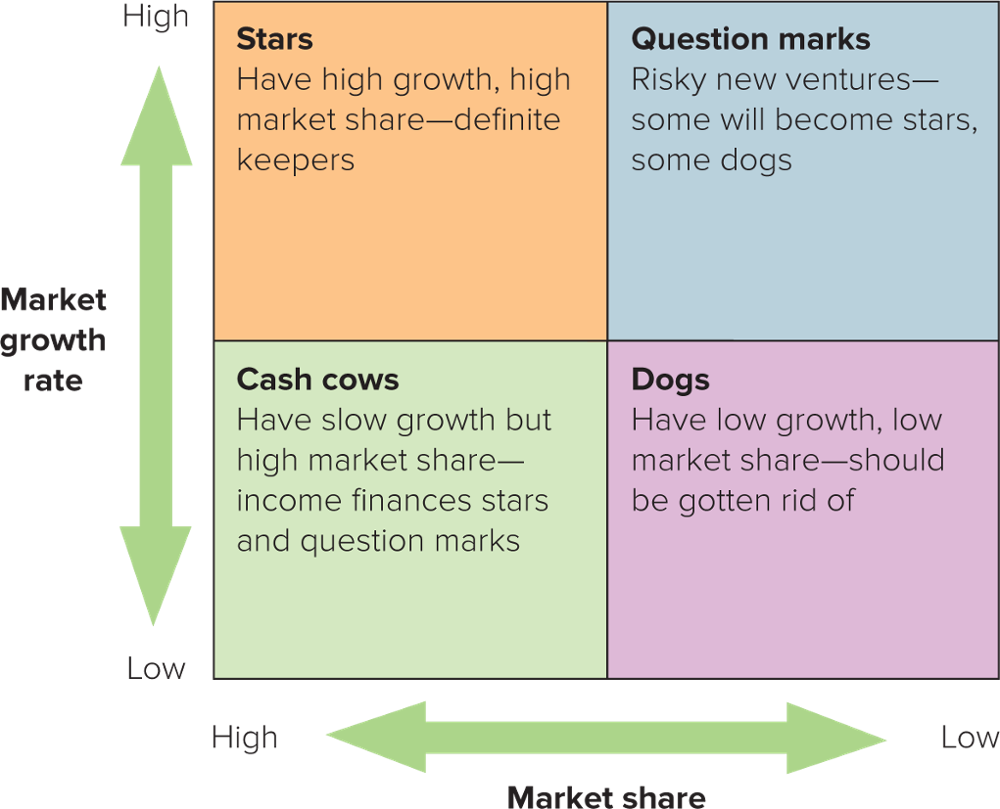 High
Stars
Have high growth, high
market share—definite
keepers
Question marks
Risky new ventures—
some will become stars,
some dogs
Market
growth
rate
Cash cows
Have slow growth but
high market share—
income finances stars
and question marks
Dogs
Have low growth, low
market share—should
be gotten rid of
Low
High
Low
Market share